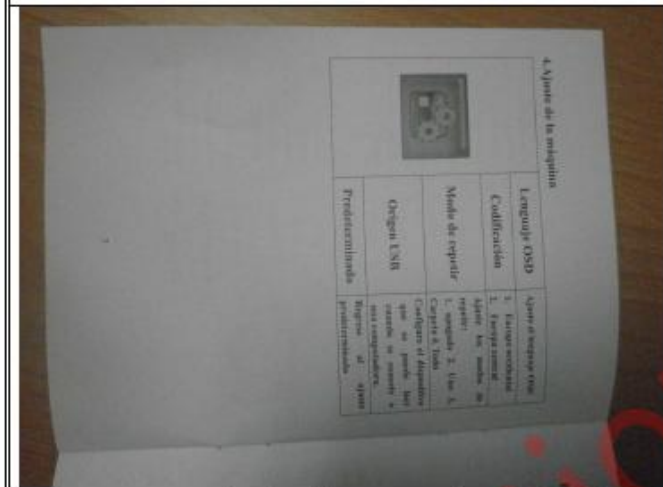 4.Ajuste de la máquina
Lenguaje OSD
Ajuste el lenguaje OSD
Codificación
1. Europa occidental
2. Europa central
Modo de repetir
Ajuste los modos de
repetir:
1. apagado 2. Uno 3.
Carpeta 4. Todo
Origen USB
Configure el dispositivo
que se puede leer
cuando se conecte a
una computadora.
Predeterminado
Regreso al ajuste
predeterminado